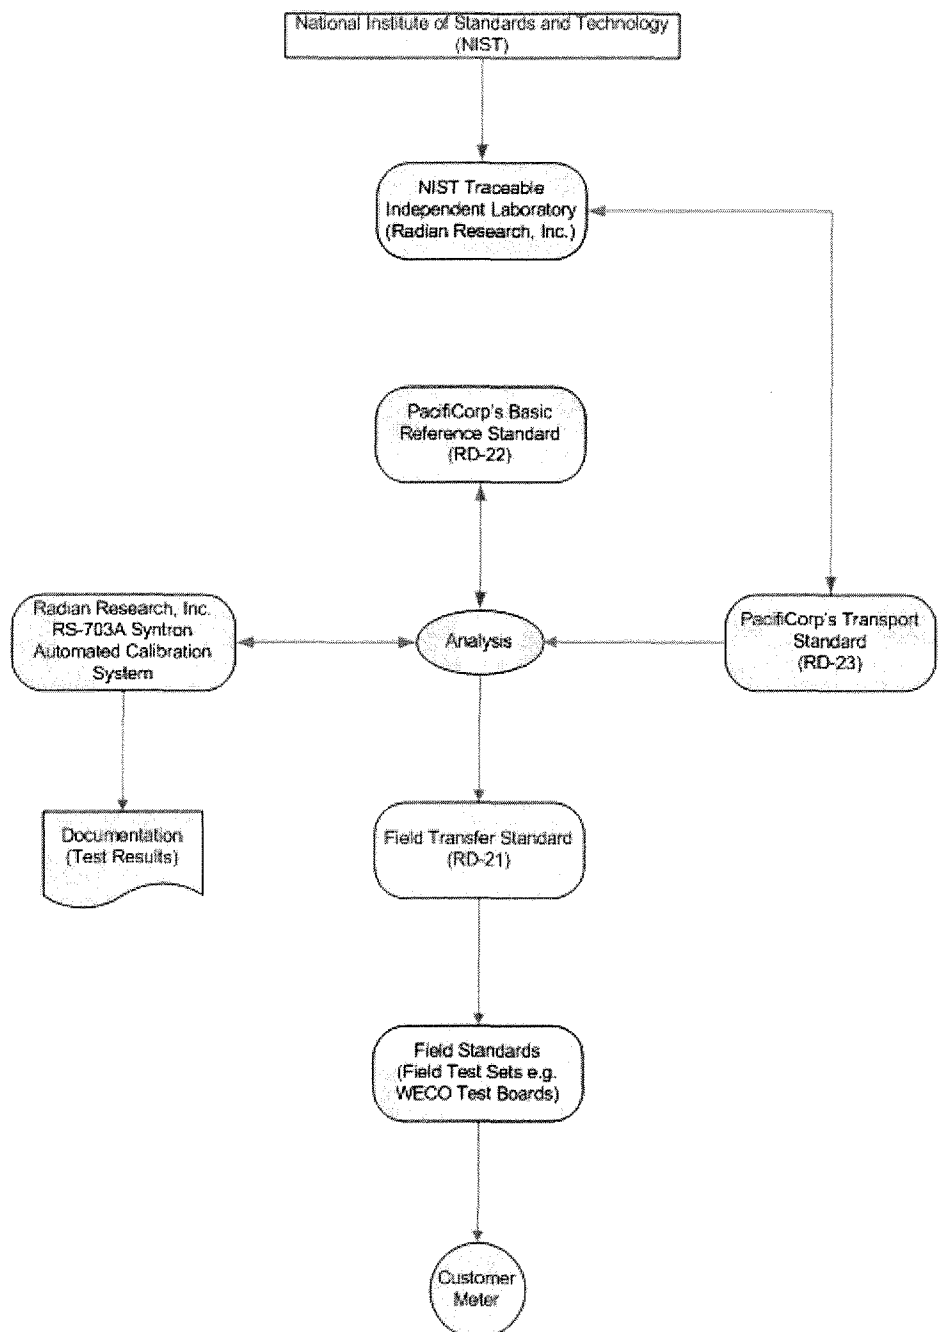 National Institute of Standards and Technology
(NIST)
NIST Traceable
Independent Laboratory
(Radian Research, Inc.)
PacifiCorp's Basic
Reference Standard
(RD-22)
Radian Research, Inc.
RS-703A Syntron
Automated Calibration
System
Analysis
PacifiCorp's Transport
Standard
(RD-23)
Documentation
(Test Results)
Field Transfer Standard
(RD-21)
Field Standards
(Field Test Sets e.g.
WECO Test Boards)
Customer
Meter